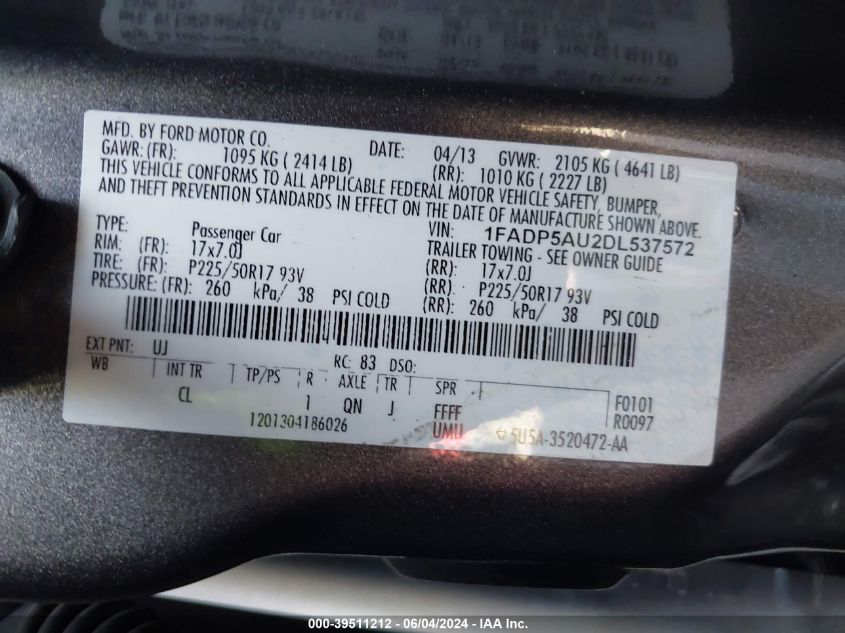 MFD. BY FORD MOTOR CO. DATE: 04/13 GVWR: 2105 KG ( 4641 LB)
GAWR: (FR): 1095 KG ( 2414 LB) (RR): 1010 KG ( 2227 LB)
THIS VEHICLE CONFORMS TO ALL APPLICABLE FEDERAL MOTOR VEHICLE SAFETY, BUMPER,
AND THEFT PREVENTION STANDARDS IN EFFECT ON THE DATE OF MANUFACTURE SHOWN ABOVE.
VIN: 1FADP5AU2DL537572
TYPE: Passenger Car TRAILER TOWING - SEE OWNER GUIDE
RIM: (FR): 17x7.0J (RR): 17x7.0J
TIRE: (FR): P225/50R17 93V (RR): P225/50R17 93V
PRESSURE: (FR): 260 kPa/ 38 PSI COLD (RR): 260 kPa/ 38 PSI COLD
EXT PNT: UJ RC: 83 DSO:
WB INT TR TP/PS R AXLE TR SPR F0101
CL 1 QN J FFFF R0097
1201304186026 UMU 5U5A-3520472-AA
000-39511212 - 06/04/2024 - IAA Inc.